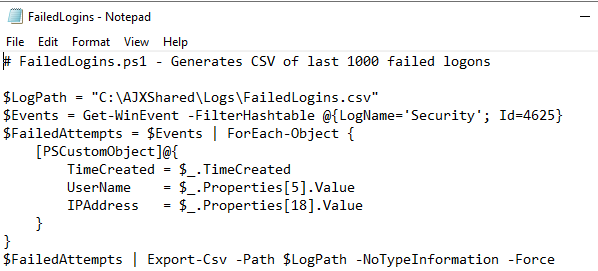 FailedLogins - Notepad
File Edit Format View Help
# FailedLogins.ps1 - Generates CSV of last 1000 failed logons

$LogPath = "C:\AJXShared\Logs\FailedLogins.csv"
$Events = Get-WinEvent -FilterHashtable @{LogName='Security'; Id=4625}
$FailedAttempts = $Events | ForEach-Object {
    [PSCustomObject]@{
        TimeCreated = $_.TimeCreated
        UserName    = $_.Properties[5].Value
        IPAddress   = $_.Properties[18].Value
    }
}
$FailedAttempts | Export-Csv -Path $LogPath -NoTypeInformation -Force